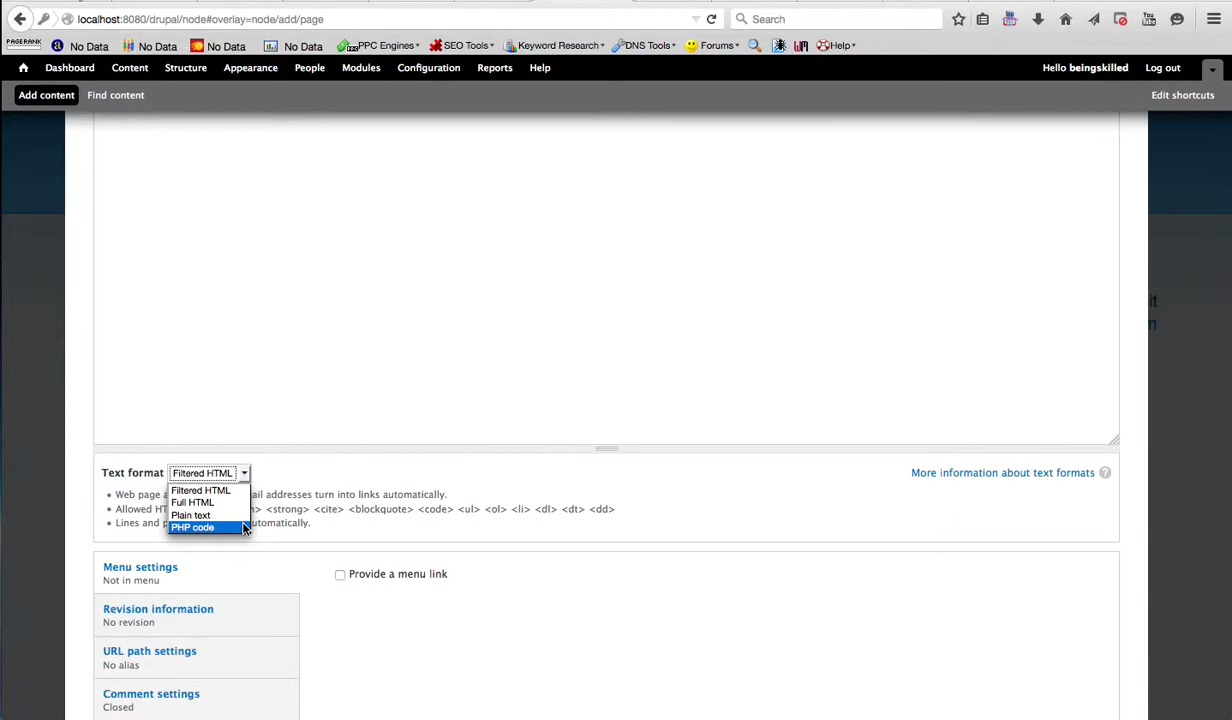 localhost:8080/drupal/node#overlay=node/add/page
Search
You
PAGERANK
No Data
No Data
No Data
No Data
PPC Engines
SEO Tools
Keyword Research
DNS Tools
Forums
Help
Dashboard
Content
Structure
Appearance
People
Modules
Configuration
Reports
Help
Hello beingskilled
Log out
Add content
Find content
Edit shortcuts
it
Text format
Filtered HTML
More information about text formats ?
Filtered HTML
Full HTML
Plain text
PHP code
• Web page a ail addresses turn into links automatically.
• Allowed HT > <strong> <cite> <blockquote> <code> <ul> <ol> <li> <dl> <dt> <dd>
• Lines and p automatically.
Menu settings
Not in menu
Provide a menu link
Revision information
No revision
URL path settings
No alias
Comment settings
Closed